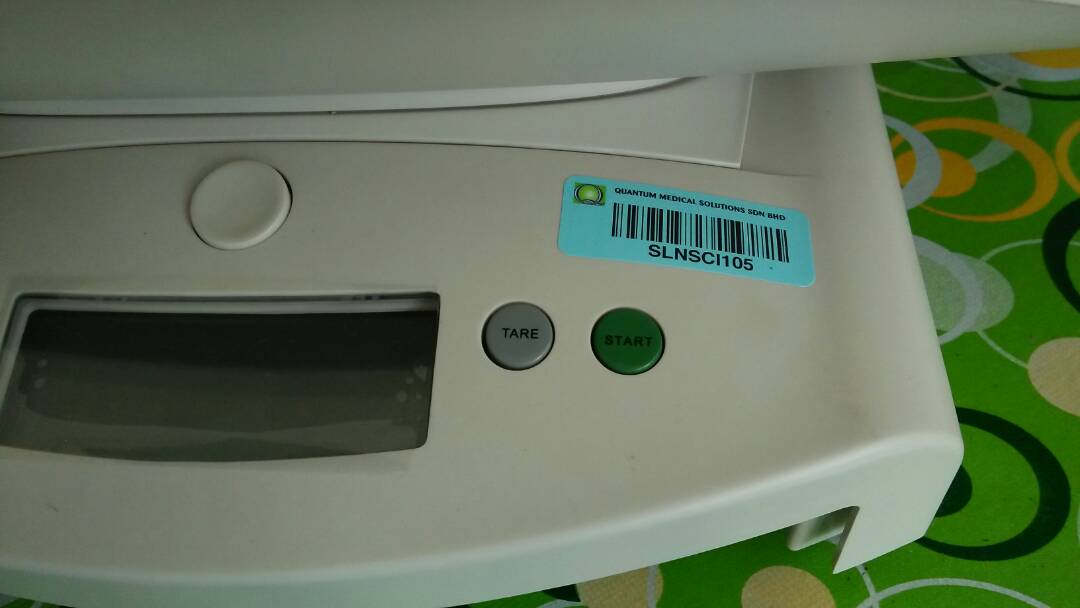 QUANTUM MEDICAL SOLUTIONS SDN BHD
SLNSCI105
TARE
START